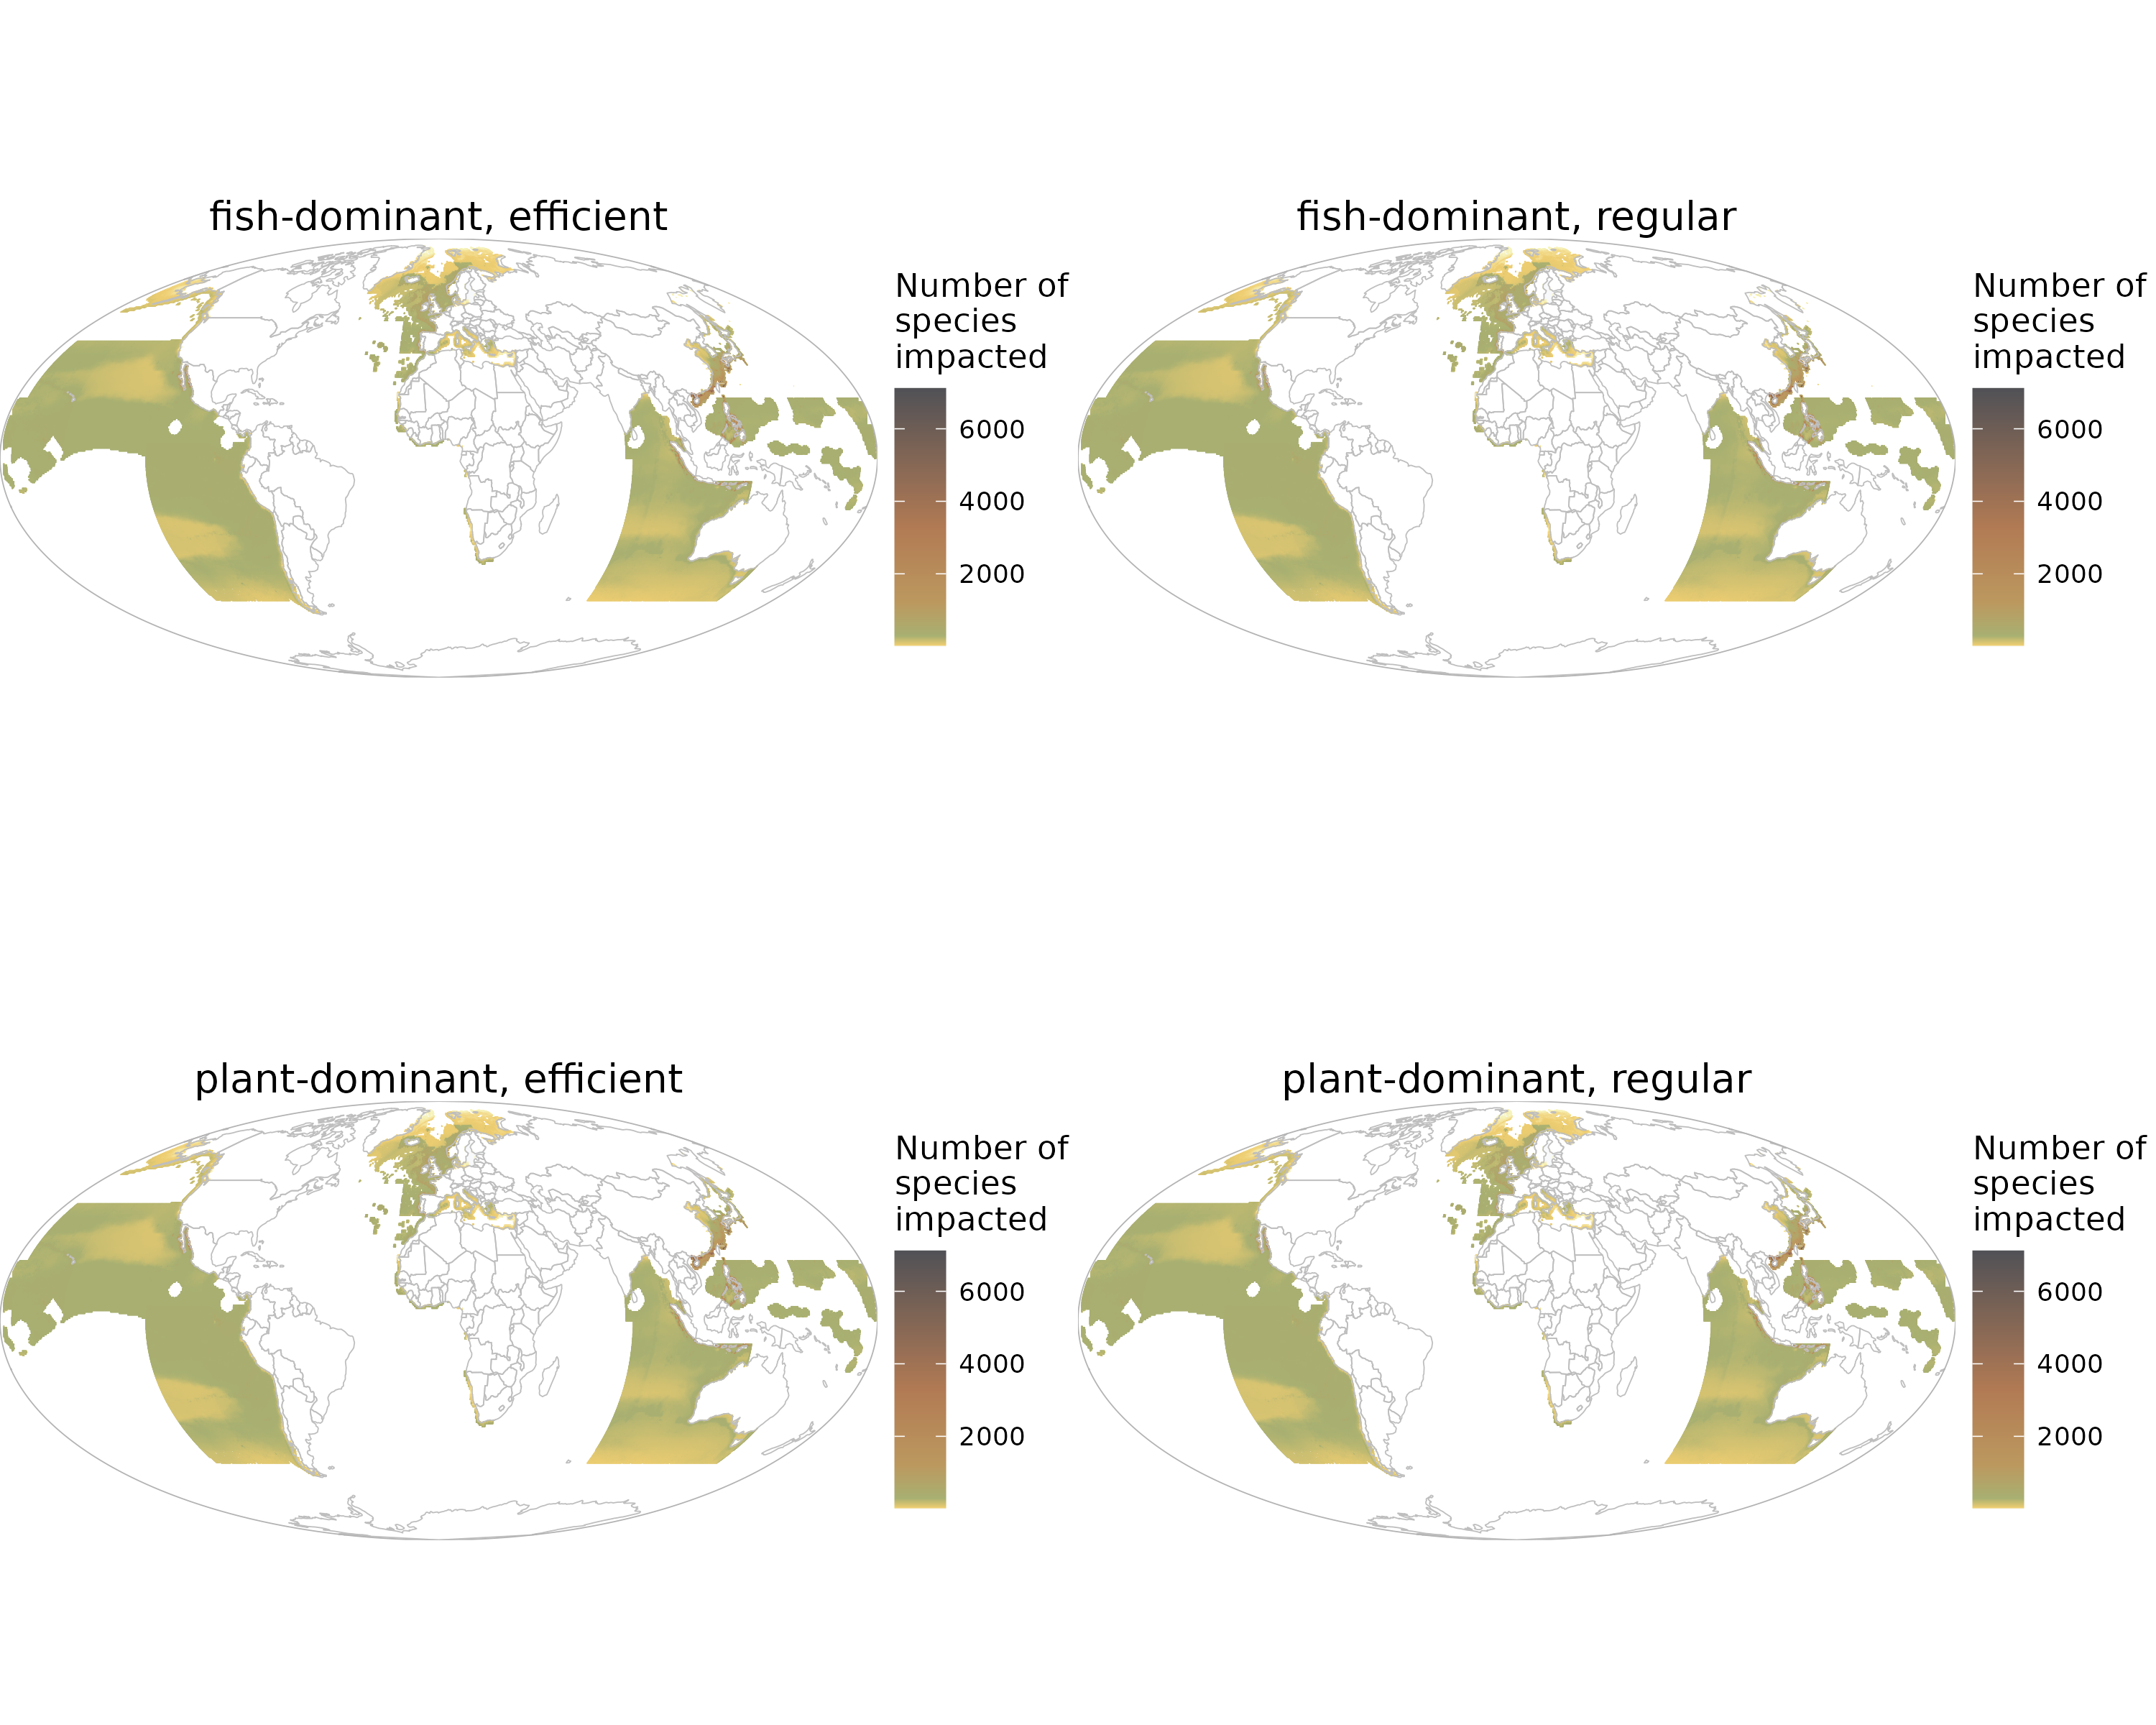 fish-dominant, efficient
Number of
species
impacted
6000
4000
2000
fish-dominant, regular
Number of
species
impacted
6000
4000
2000
plant-dominant, efficient
Number of
species
impacted
6000
4000
2000
plant-dominant, regular
Number of
species
impacted
6000
4000
2000